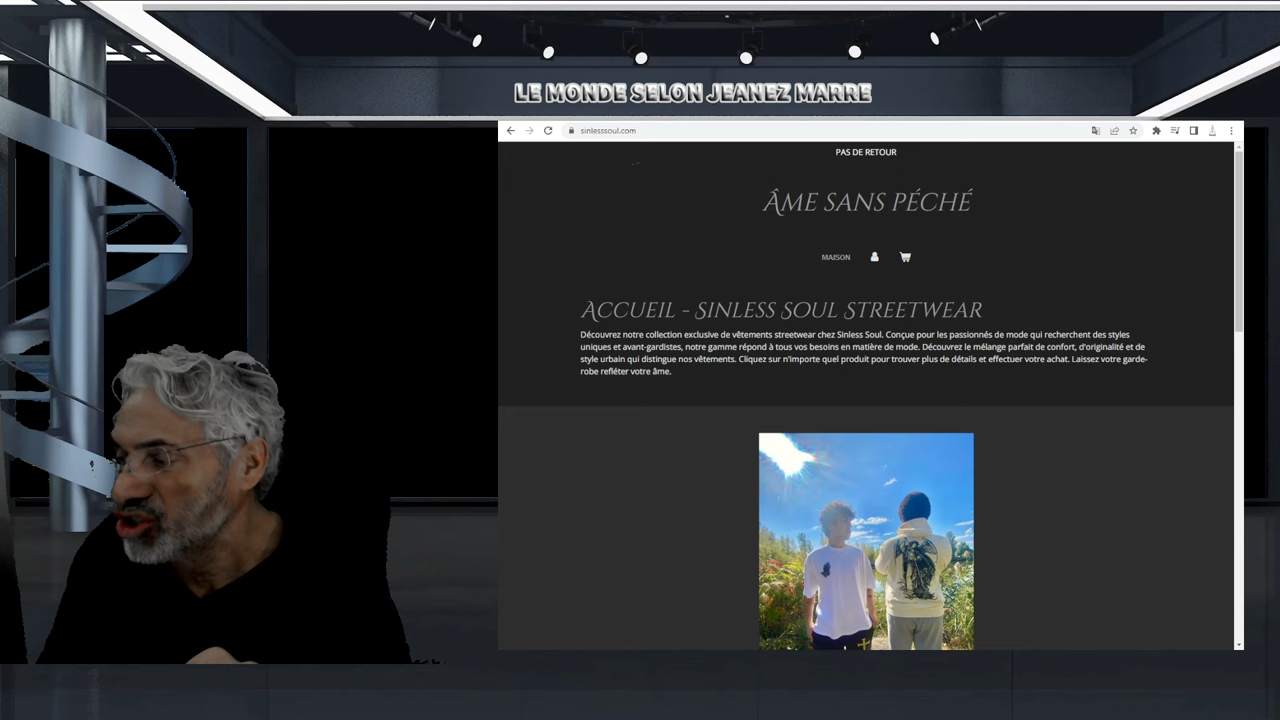 LE MONDE SELON JEANEZ MARRE
sinlesssoul.com
PAS DE RETOUR
ÂME SANS PÉCHÉ
MAISON
ACCUEIL - SINLESS SOUL STREETWEAR
Découvrez notre collection exclusive de vêtements streetwear chez Sinless Soul. Conçue pour les passionnés de mode qui recherchent des styles
uniques et avant-gardistes, notre gamme répond à tous vos besoins en matière de mode. Découvrez le mélange parfait de confort, d'originalité et de
style urbain qui distingue nos vêtements. Cliquez sur n'importe quel produit pour trouver plus de détails et effectuer votre achat. Laissez votre garde-
robe refléter votre âme.